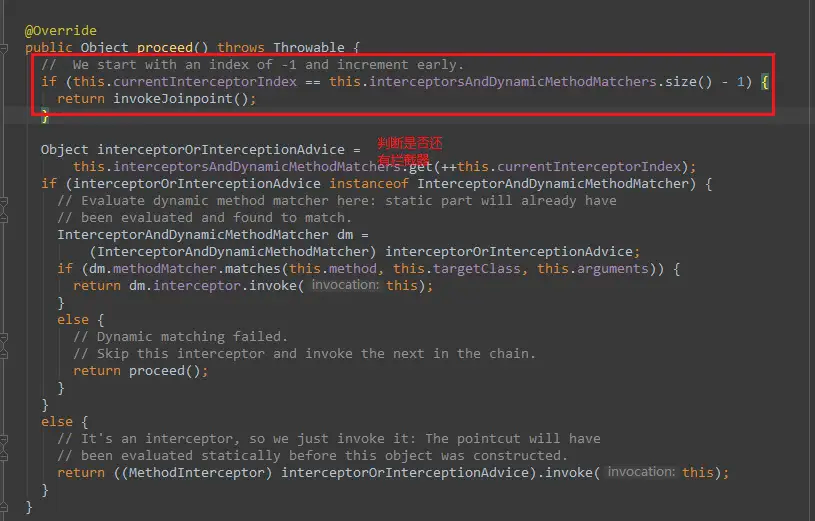 @Override
public Object proceed() throws Throwable {
//  We start with an index of -1 and increment early.
if (this.currentInterceptorIndex == this.interceptorsAndDynamicMethodMatchers.size() - 1) {
return invokeJoinpoint();
}
Object interceptorOrInterceptionAdvice =
判断是否还
有拦截器
this.interceptorsAndDynamicMethodMatchers.get(++this.currentInterceptorIndex);
if (interceptorOrInterceptionAdvice instanceof InterceptorAndDynamicMethodMatcher) {
// Evaluate dynamic method matcher here: static part will already have
// been evaluated and found to match.
InterceptorAndDynamicMethodMatcher dm =
(InterceptorAndDynamicMethodMatcher) interceptorOrInterceptionAdvice;
if (dm.methodMatcher.matches(this.method, this.targetClass, this.arguments)) {
return dm.interceptor.invoke( invocation: this);
}
else {
// Dynamic matching failed.
// Skip this interceptor and invoke the next in the chain.
return proceed();
}
}
else {
// It's an interceptor, so we just invoke it: The pointcut will have
// been evaluated statically before this object was constructed.
return ((MethodInterceptor) interceptorOrInterceptionAdvice).invoke( invocation: this);
}
}